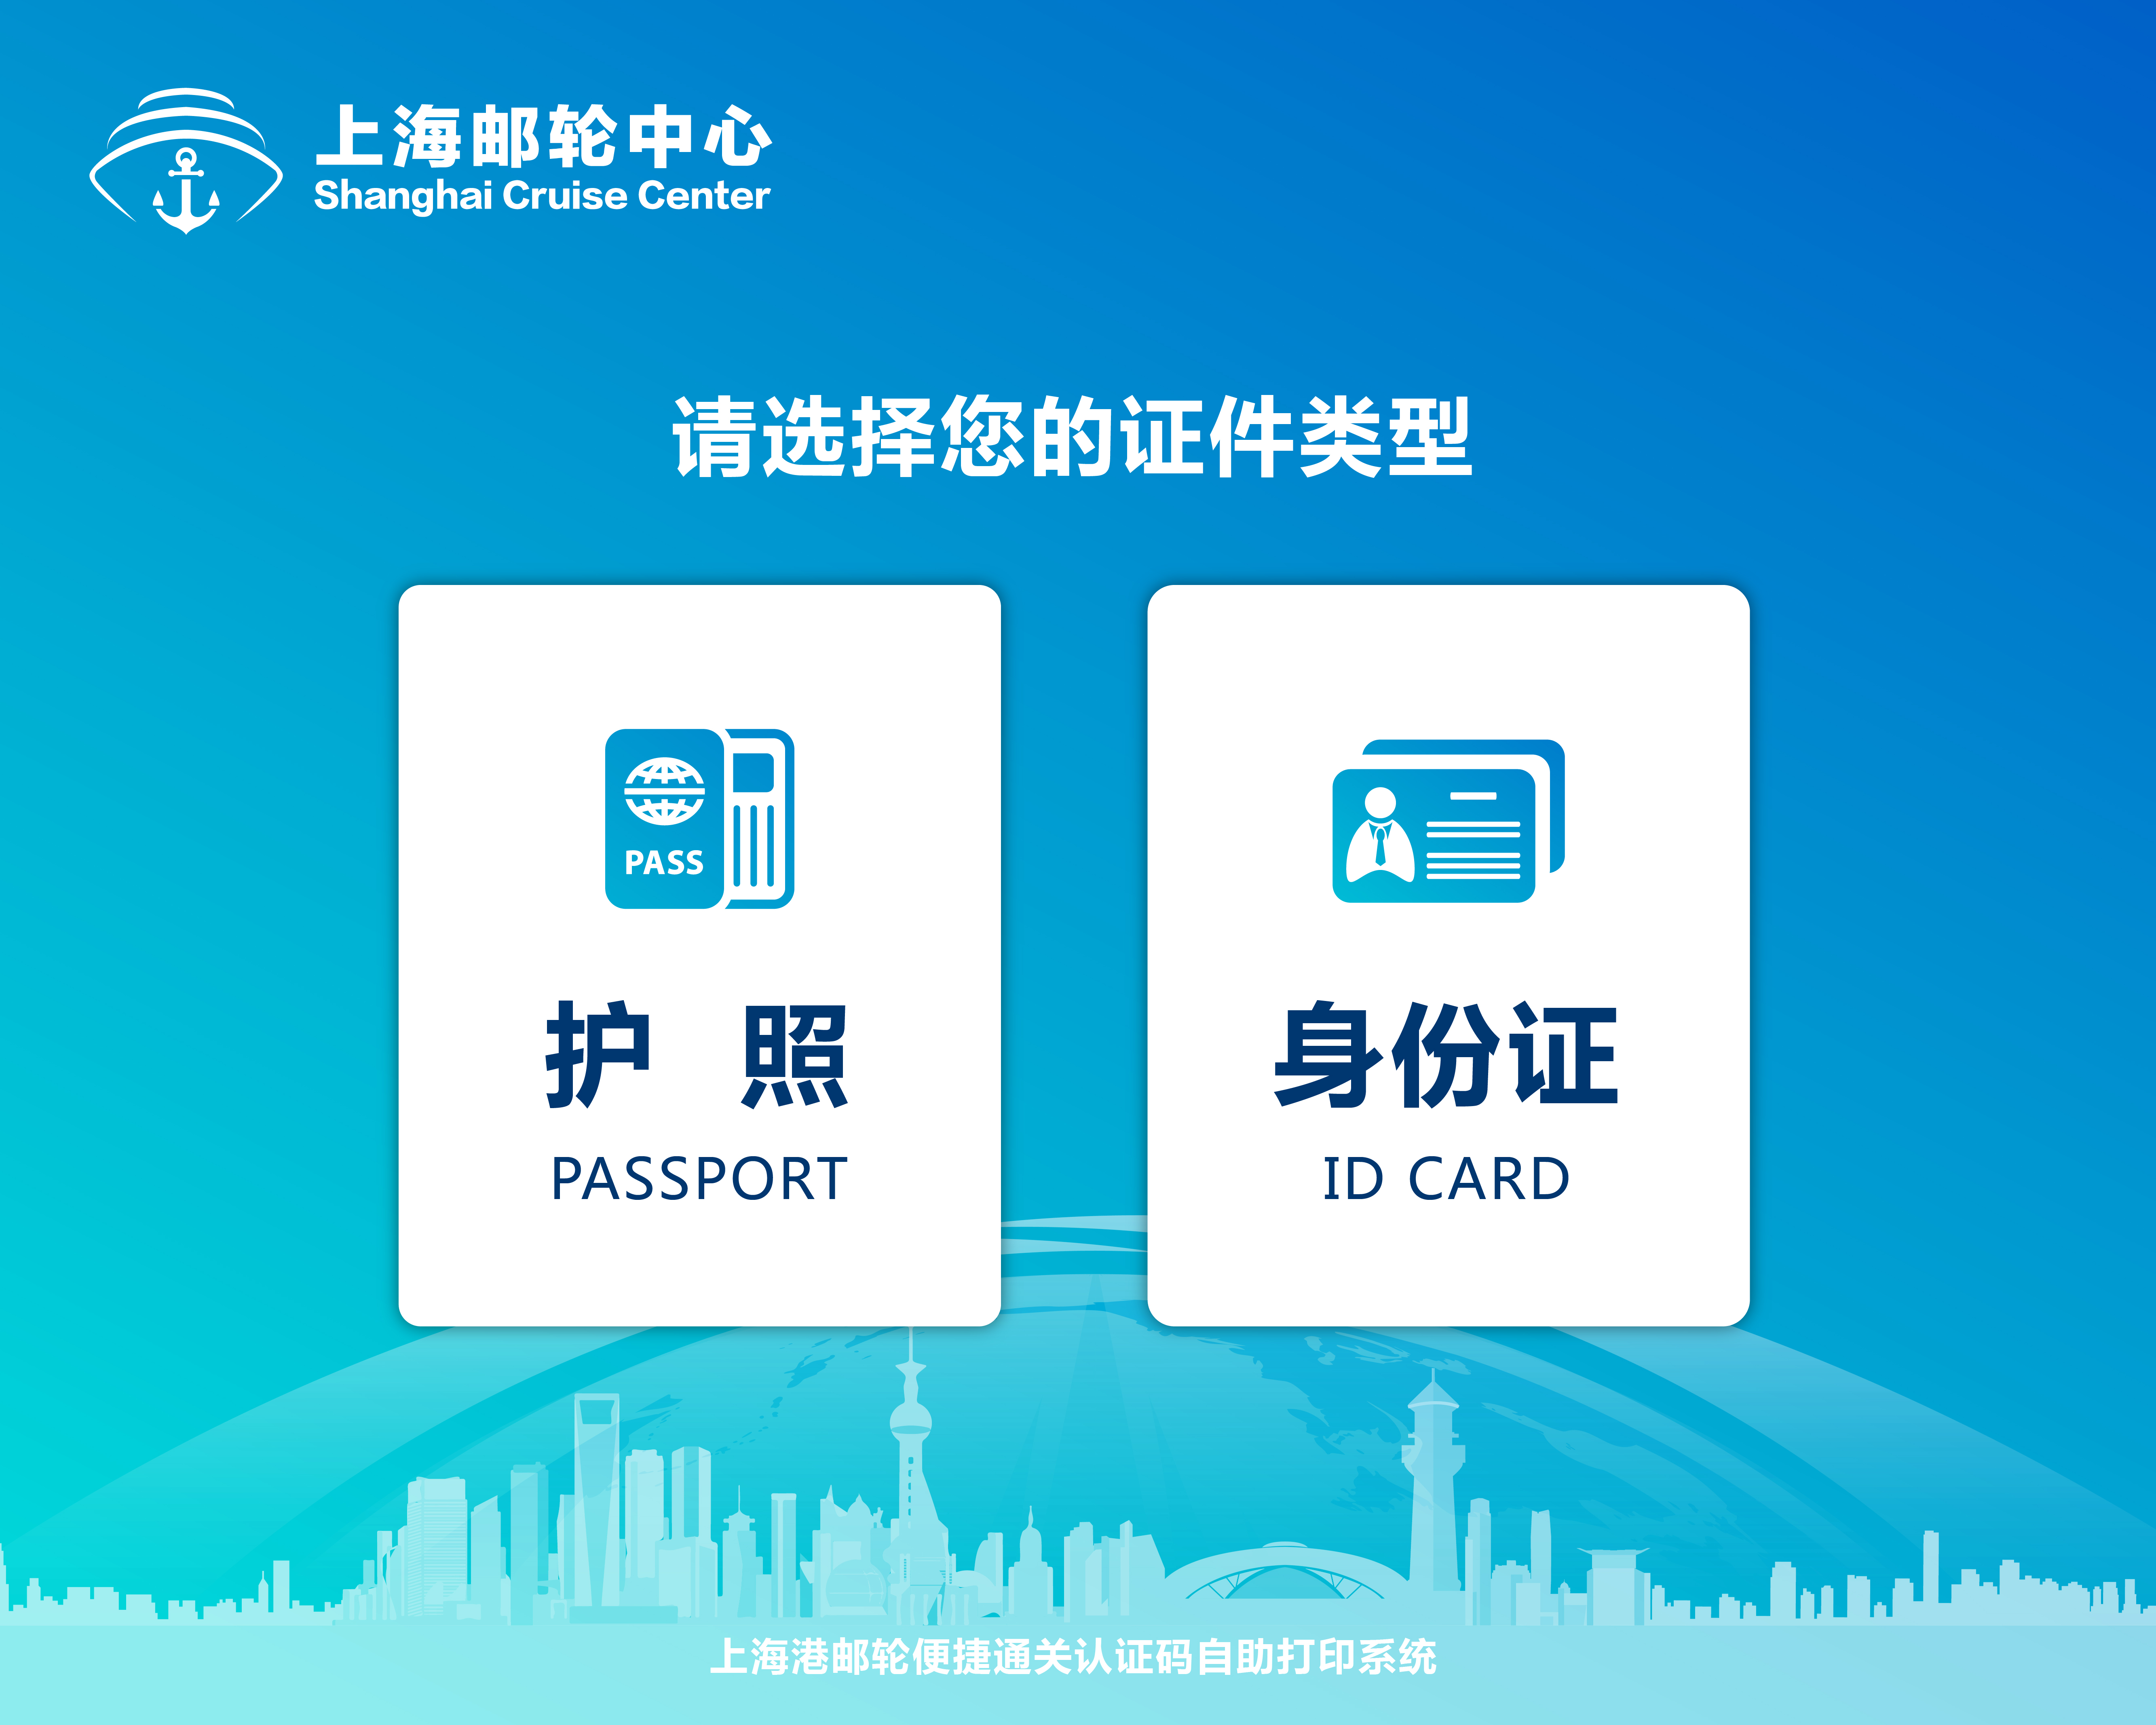 上海邮轮中心
Shanghai Cruise Center
请选择您的证件类型
PASS
护 照
PASSPORT
身份证
ID CARD
上海港邮轮便捷通关认证码自助打印系统